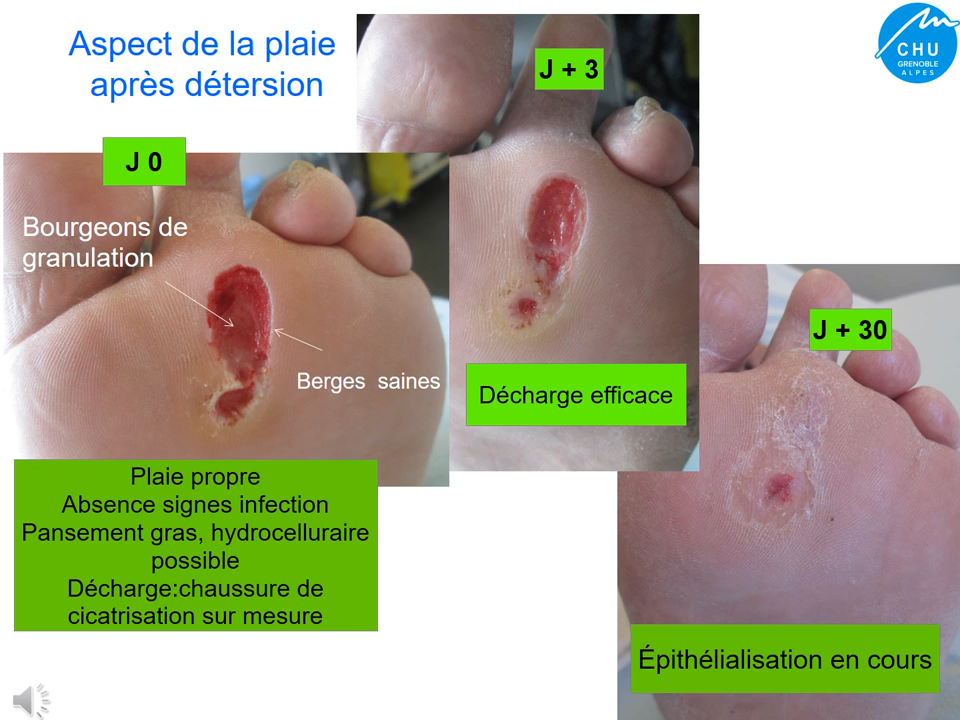 Aspect de la plaie
après détersion
CHU
GRENOBLE
ALPES
J 0
Bourgeons de
granulation
Berges saines
Plaie propre
Absence signes infection
Pansement gras, hydrocelluraire
possible
Décharge:chaussure de
cicatrisation sur mesure
J + 3
Décharge efficace
J + 30
Épithélialisation en cours